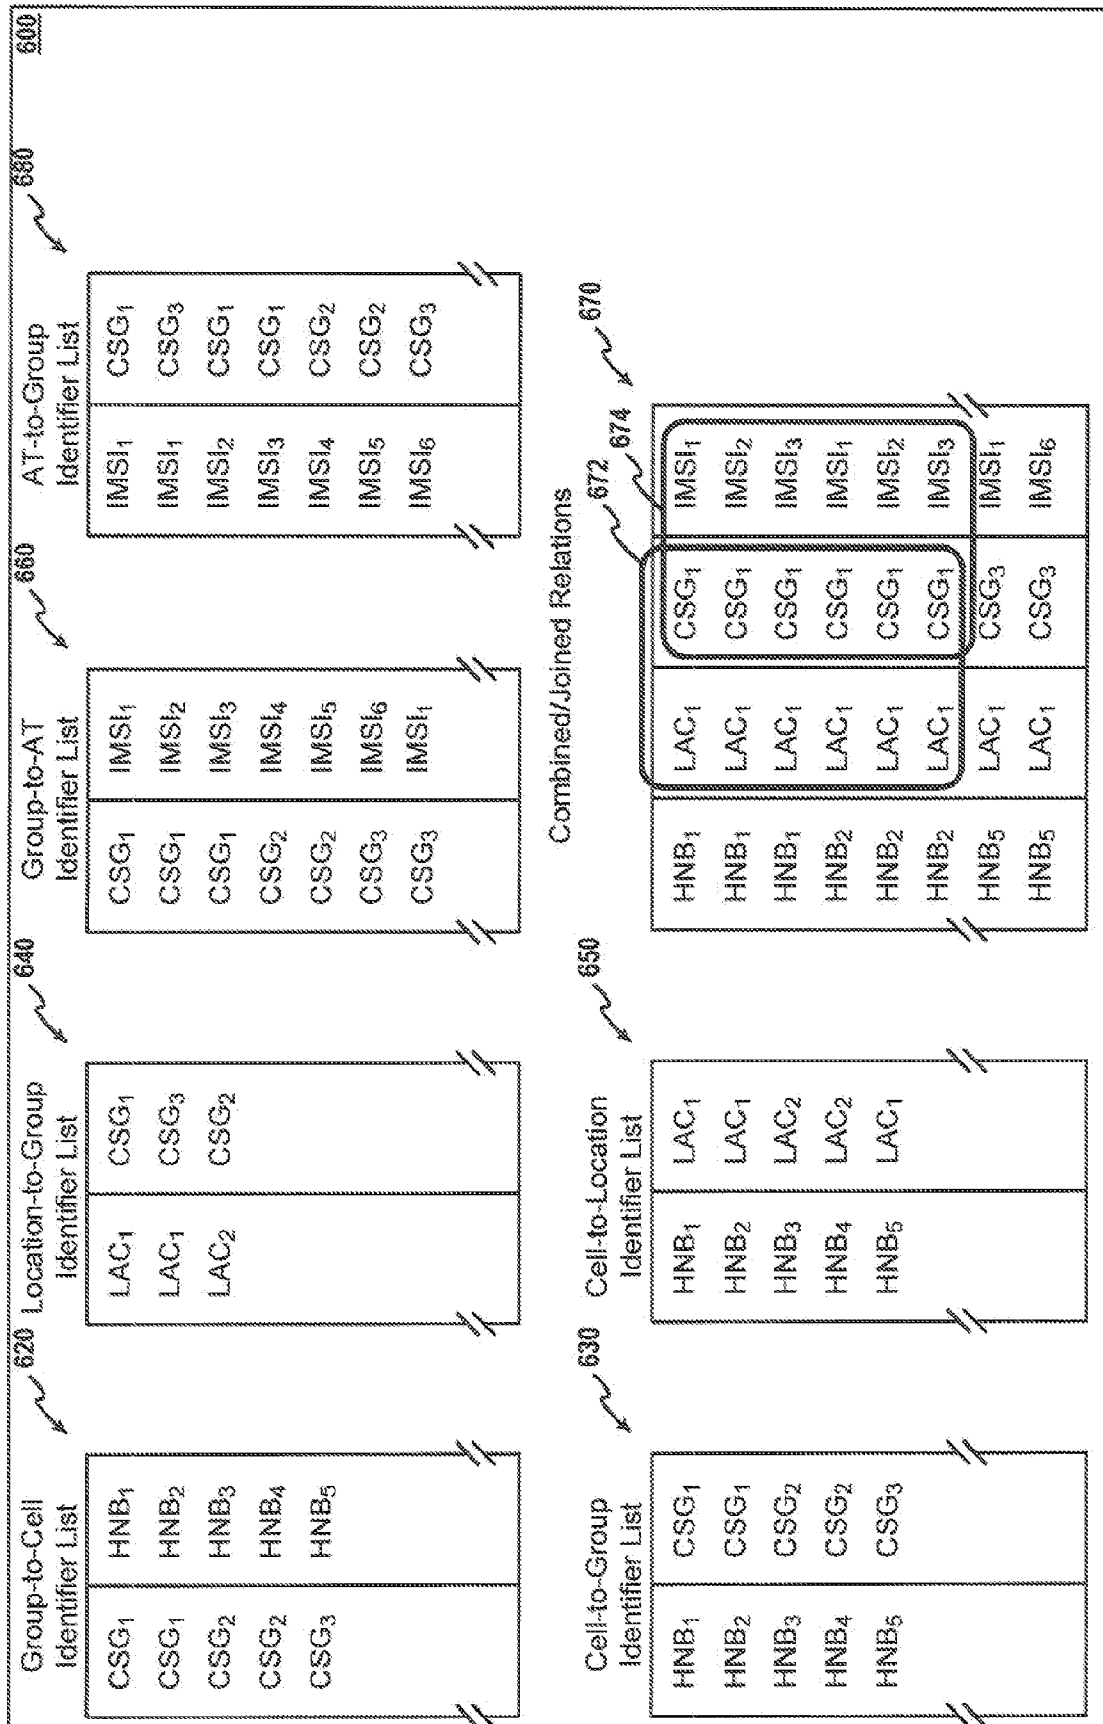 600
Group-to-Cell
Identifier List
620
CSG1 HNB1
CSG1 HNB2
CSG2 HNB3
CSG2 HNB4
CSG3 HNB5
Location-to-Group
Identifier List
640
LAC1 CSG1
LAC1 CSG3
LAC2 CSG2
Group-to-AT
Identifier List
660
CSG1 IMSI1
CSG1 IMSI2
CSG1 IMSI3
CSG2 IMSI4
CSG2 IMSI5
CSG3 IMSI6
CSG3 IMSI1
AT-to-Group
Identifier List
680
IMSI1 CSG1
IMSI1 CSG3
IMSI2 CSG1
IMSI3 CSG1
IMSI4 CSG2
IMSI5 CSG2
IMSI6 CSG3
Cell-to-Group
Identifier List
630
HNB1 CSG1
HNB2 CSG1
HNB3 CSG2
HNB4 CSG2
HNB5 CSG3
Cell-to-Location
Identifier List
650
HNB1 LAC1
HNB2 LAC1
HNB3 LAC2
HNB4 LAC2
HNB5 LAC1
Combined/Joined Relations
672
674
670
HNB1 LAC1 CSG1 IMSI1
HNB1 LAC1 CSG1 IMSI2
HNB1 LAC1 CSG1 IMSI3
HNB2 LAC1 CSG1 IMSI1
HNB2 LAC1 CSG1 IMSI2
HNB2 LAC1 CSG1 IMSI3
HNB5 LAC1 CSG3 IMSI1
HNB5 LAC1 CSG3 IMSI6